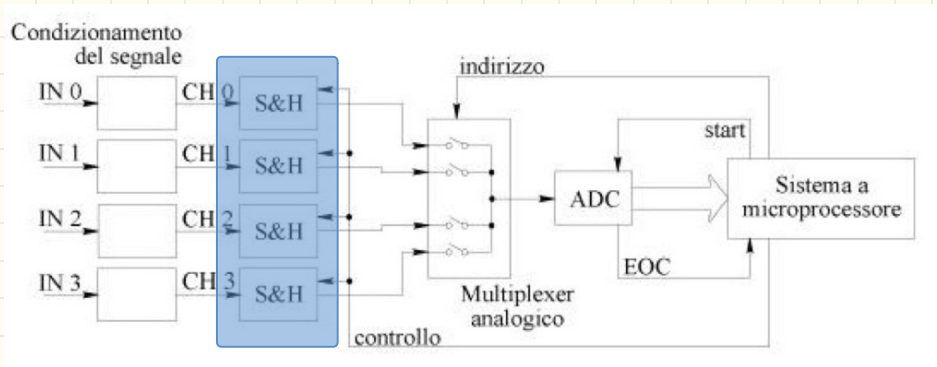 Condizionamento
del segnale
indirizzo
IN 0
CH 0
S&H
start
IN 1
CH 1
S&H
ADC
Sistema a
microprocessore
IN 2
CH 2
S&H
EOC
IN 3
CH 3
S&H
Multiplexer
analogico
controllo